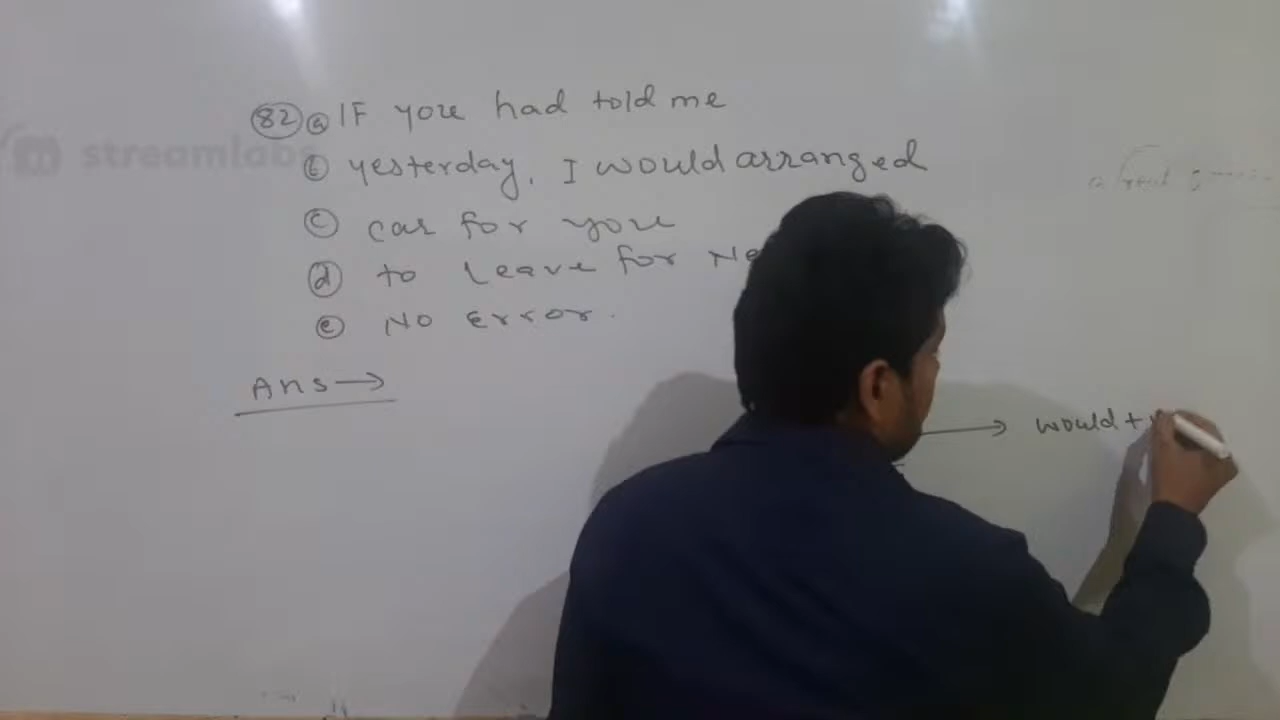 streamlabs
82 a IF you had told me
b yesterday, I would arranged
c car for you
d to Leave for
e NO Error.
Ans →
→ would +